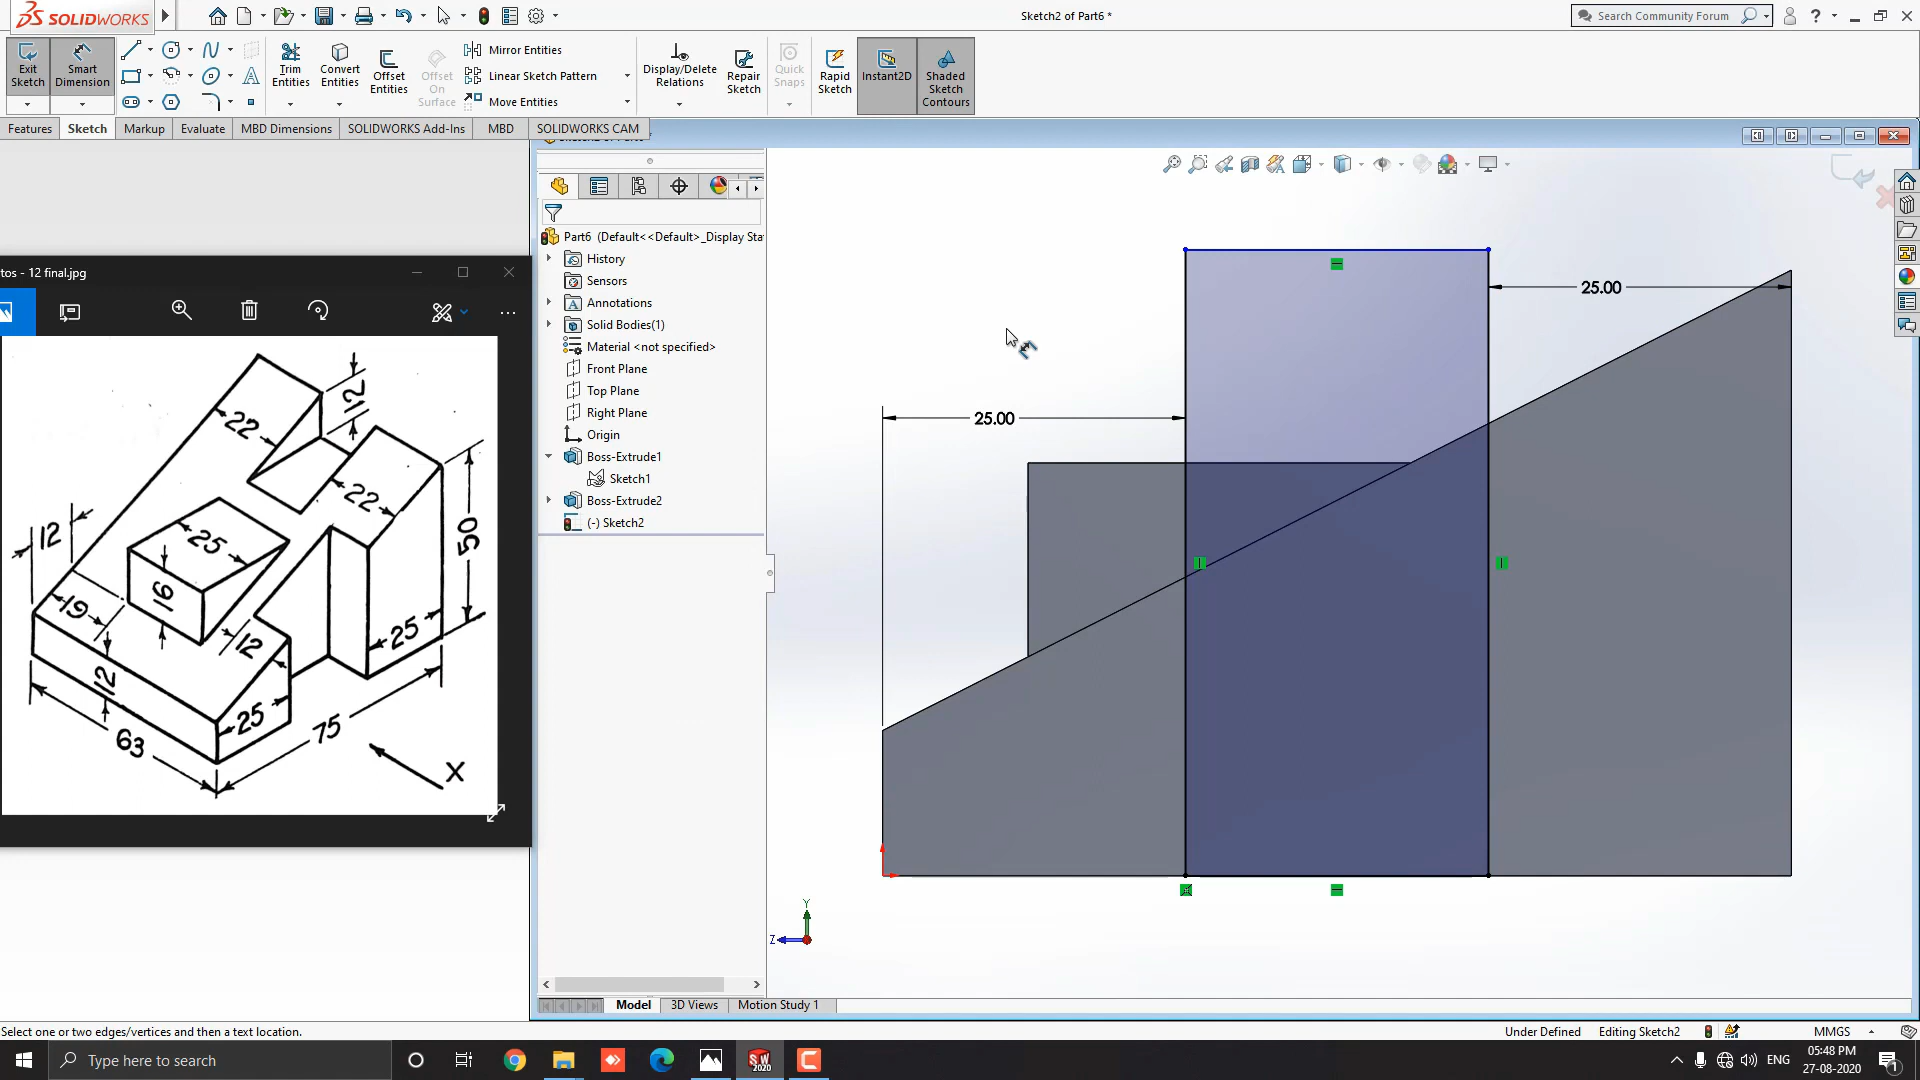 SOLIDWORKS
Sketch2 of Part6 *
Search Community Forum
Exit Sketch
Smart Dimension
Trim Entities
Convert Entities
Offset Entities
Offset On Surface
Mirror Entities
Linear Sketch Pattern
Move Entities
Display/Delete Relations
Repair Sketch
Quick Snaps
Rapid Sketch
Instant2D
Shaded Sketch Contours
Features
Sketch
Markup
Evaluate
MBD Dimensions
SOLIDWORKS Add-Ins
MBD
SOLIDWORKS CAM
tos - 12 final.jpg
Part6 (Default<<Default>_Display Sta
History
Sensors
Annotations
Solid Bodies(1)
Material <not specified>
Front Plane
Top Plane
Right Plane
Origin
Boss-Extrude1
Sketch1
Boss-Extrude2
(-) Sketch2
22
12
22
50
12
25
16
19
12
25
12
25
63
75
X
25.00
25.00
Y
Z
Model
3D Views
Motion Study 1
Select one or two edges/vertices and then a text location.
Under Defined
Editing Sketch2
MMGS
Type here to search
SW
2020
ENG
05:48 PM
27-08-2020
1